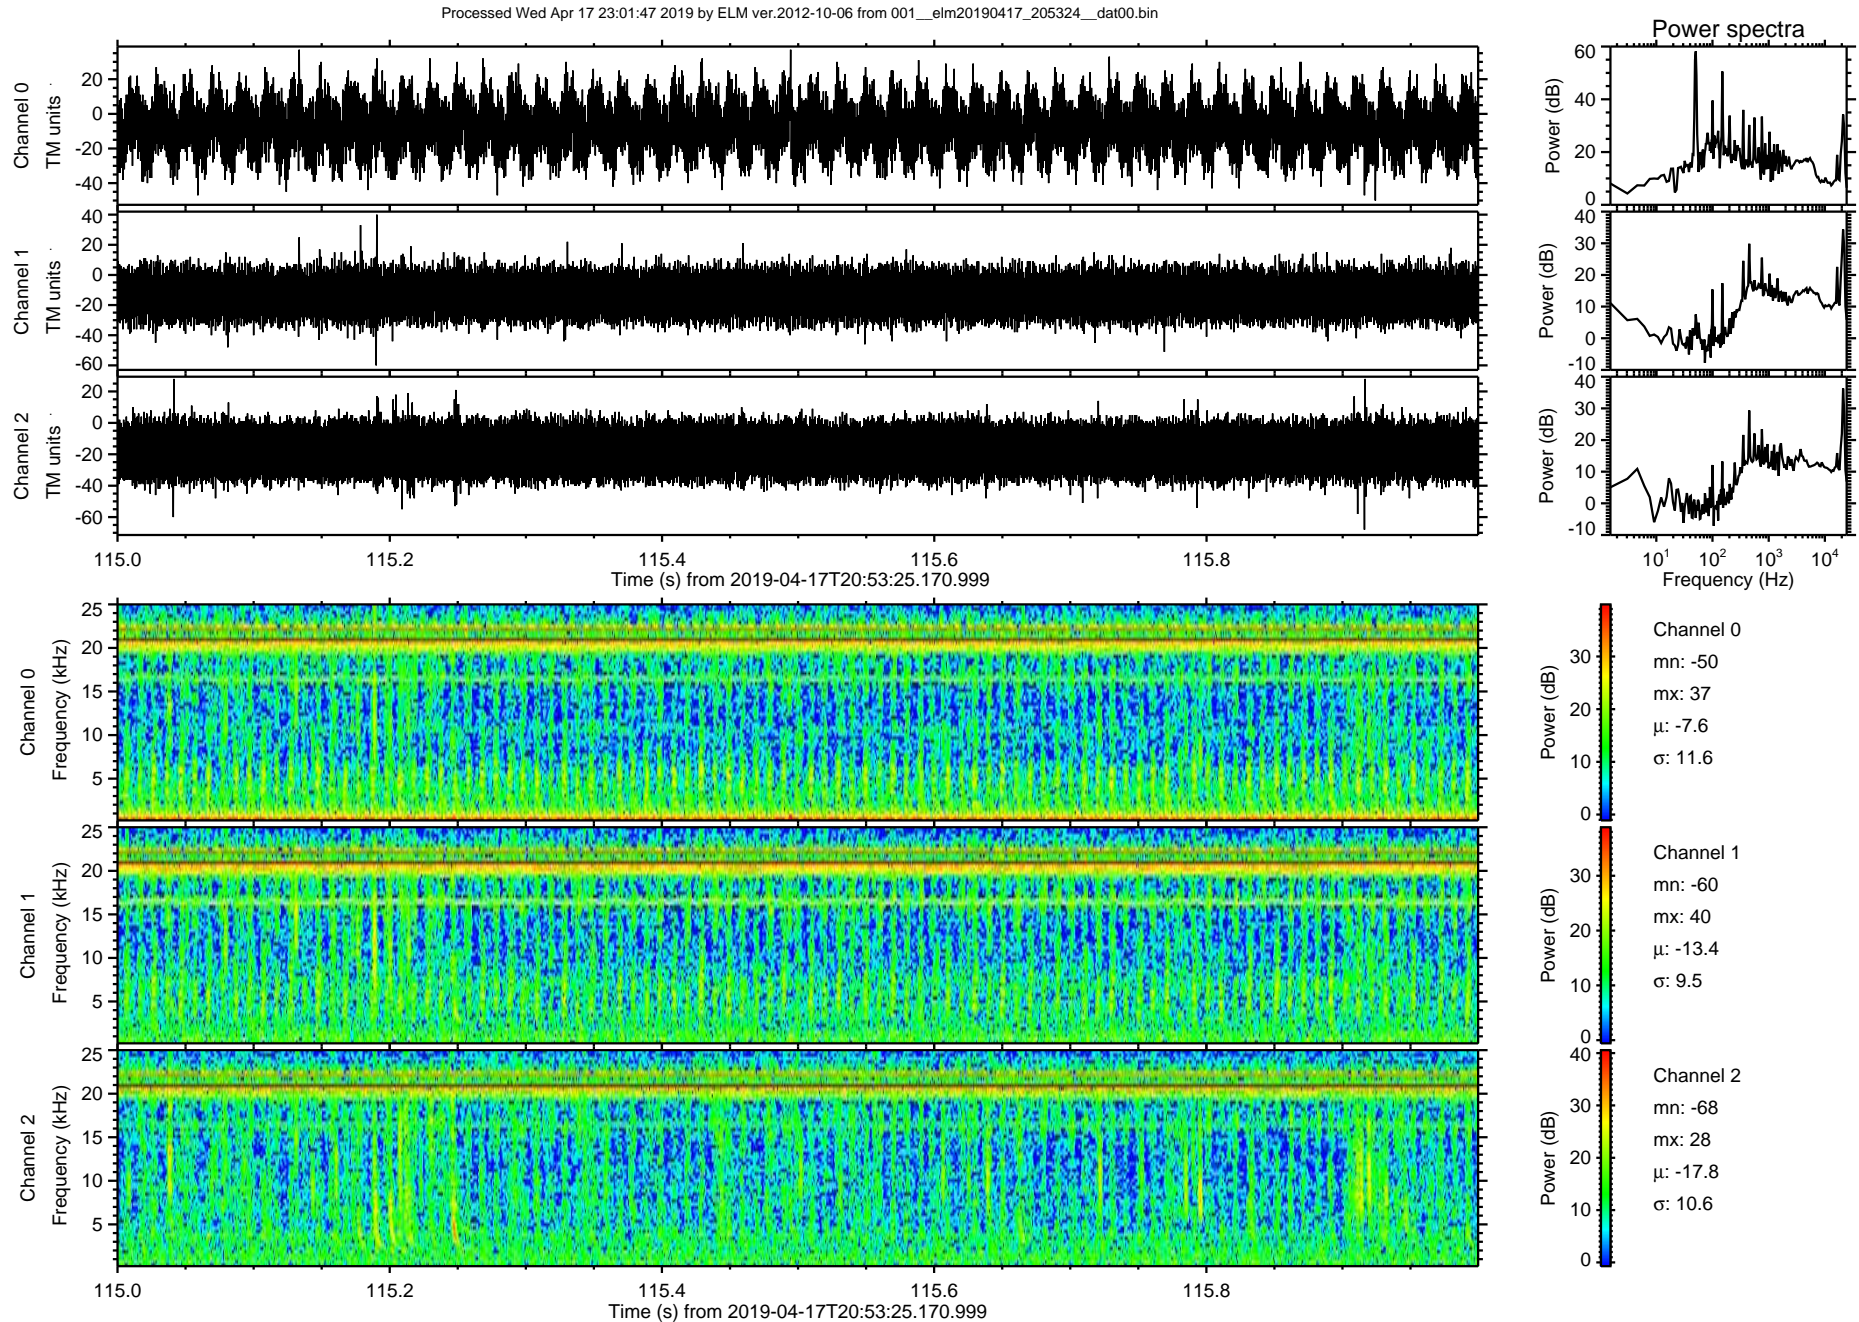 Processed Wed Apr 17 23:01:47 2019 by ELM ver.2012-10-06 from 001__elm20190417_205324__dat00.bin
Power spectra
Channel 0
TM units
20
0
-20
-40
Power (dB)
60
40
20
0
Channel 1
TM units
40
20
0
-20
-40
-60
Power (dB)
40
30
20
10
0
-10
Channel 2
TM units
20
0
-20
-40
-60
Power (dB)
40
30
20
10
0
-10
115.0 115.2 115.4 115.6 115.8
Time (s) from 2019-04-17T20:53:25.170.999
10¹ 10² 10³ 10⁴
Frequency (Hz)
Channel 0
Frequency (kHz)
25
20
15
10
5
Power (dB)
30
20
10
0
Channel 0
mn: -50
mx: 37
μ: -7.6
σ: 11.6
Channel 1
Frequency (kHz)
25
20
15
10
5
Power (dB)
30
20
10
0
Channel 1
mn: -60
mx: 40
μ: -13.4
σ: 9.5
Channel 2
Frequency (kHz)
25
20
15
10
5
Power (dB)
40
30
20
10
0
Channel 2
mn: -68
mx: 28
μ: -17.8
σ: 10.6
115.0 115.2 115.4 115.6 115.8
Time (s) from 2019-04-17T20:53:25.170.999